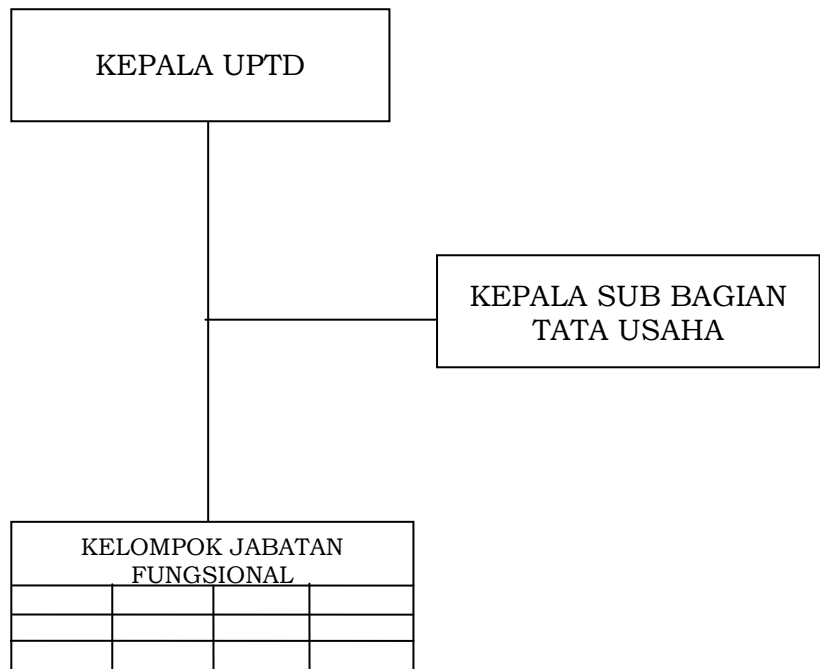 KEPALA UPTD
KEPALA SUB BAGIAN
TATA USAHA
KELOMPOK JABATAN
FUNGSIONAL